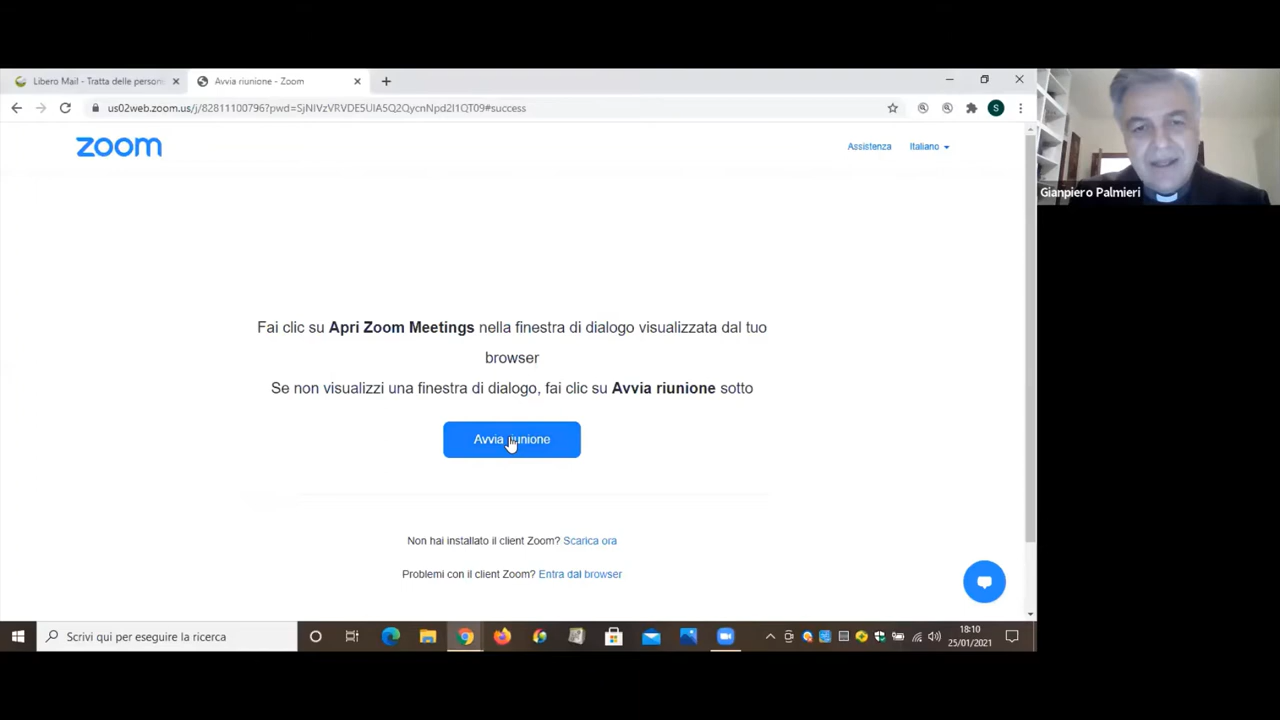 Libero Mail - Tratta delle person
Avvia riunione - Zoom
us02web.zoom.us/j/82811100796?pwd=SjNIVzVRVDE5UlA5Q2QycnNpd2I1QT09#success
S
zoom
Assistenza
Italiano
Gianpiero Palmieri
Fai clic su Apri Zoom Meetings nella finestra di dialogo visualizzata dal tuo
browser
Se non visualizzi una finestra di dialogo, fai clic su Avvia riunione sotto
Avvia riunione
Non hai installato il client Zoom? Scarica ora
Problemi con il client Zoom? Entra dal browser
Scrivi qui per eseguire la ricerca
18:10
25/01/2021